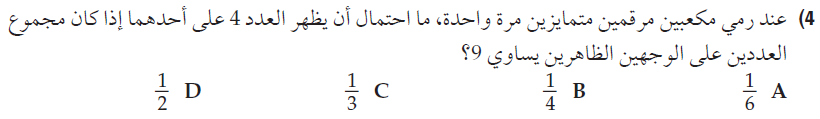 4) عند رمي مكعبين مرقمين متمايزين مرة واحدة، ما احتمال أن يظهر العدد 4 على أحدهما إذا كان مجموع
العددين على الوجهين الظاهرين يساوي 9؟
A 1/6 B 1/4 C 1/3 D 1/2